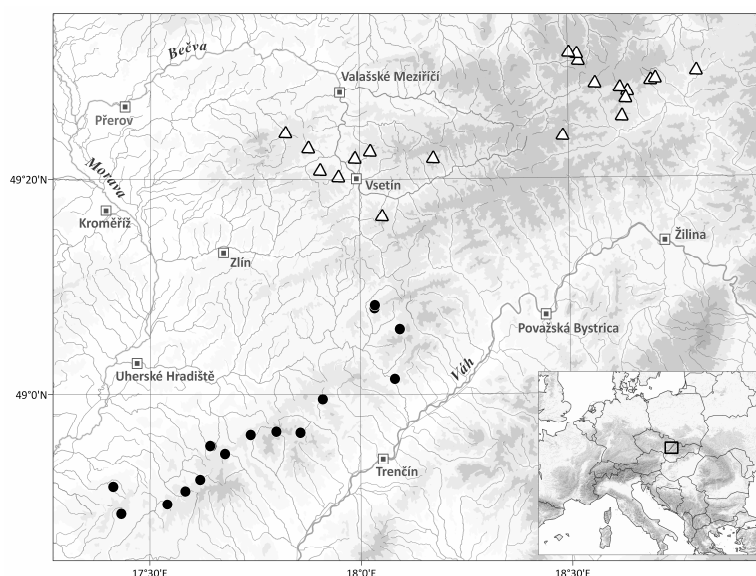 Bečva
Valašské Meziříčí
Přerov
Morava
49°20'N
Vsetín
Kroměříž
Zlín
Žilina
Považská Bystrica
Váh
Uherské Hradiště
49°0'N
Trenčín
17°30'E
18°0'E
18°30'E